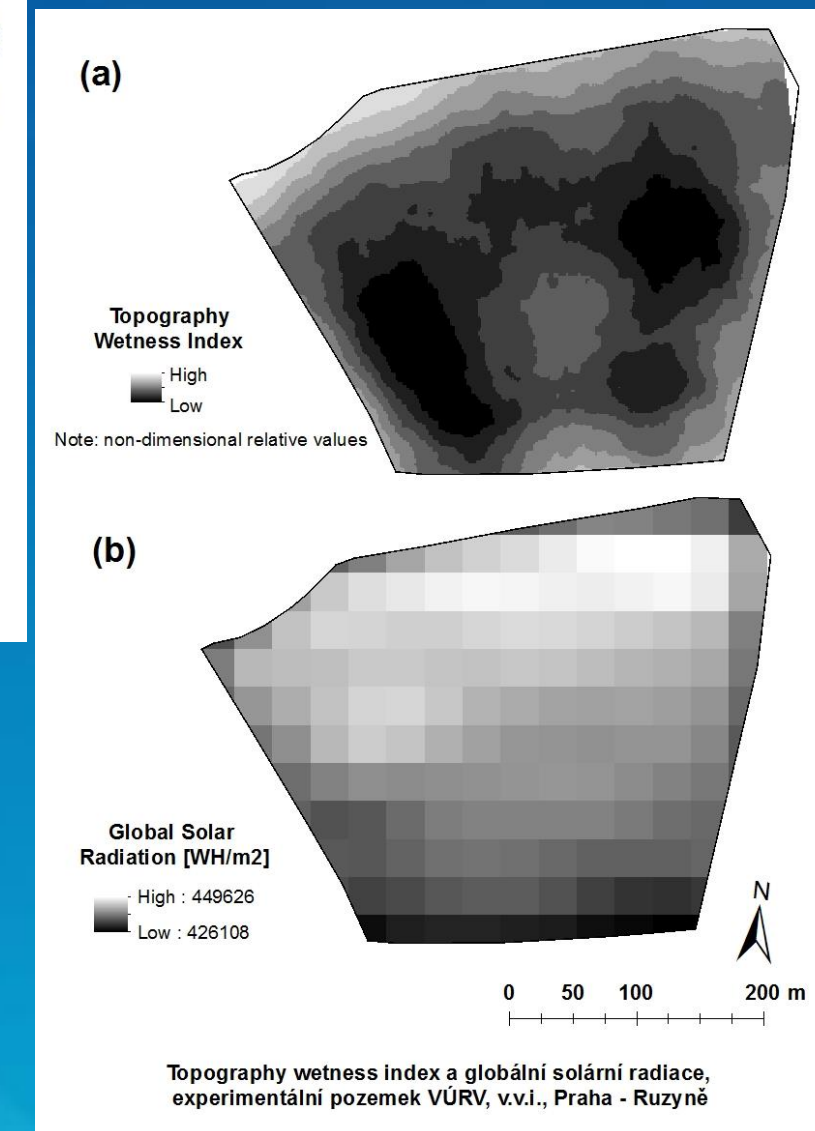 (a)
Topography
Wetness Index
High
Low
Note: non-dimensional relative values
(b)
Global Solar
Radiation [WH/m2]
High : 449626
Low : 426108
N
0 50 100 200 m
Topography wetness index a globální solární radiace,
experimentální pozemek VÚRV, v.v.i., Praha - Ruzyně